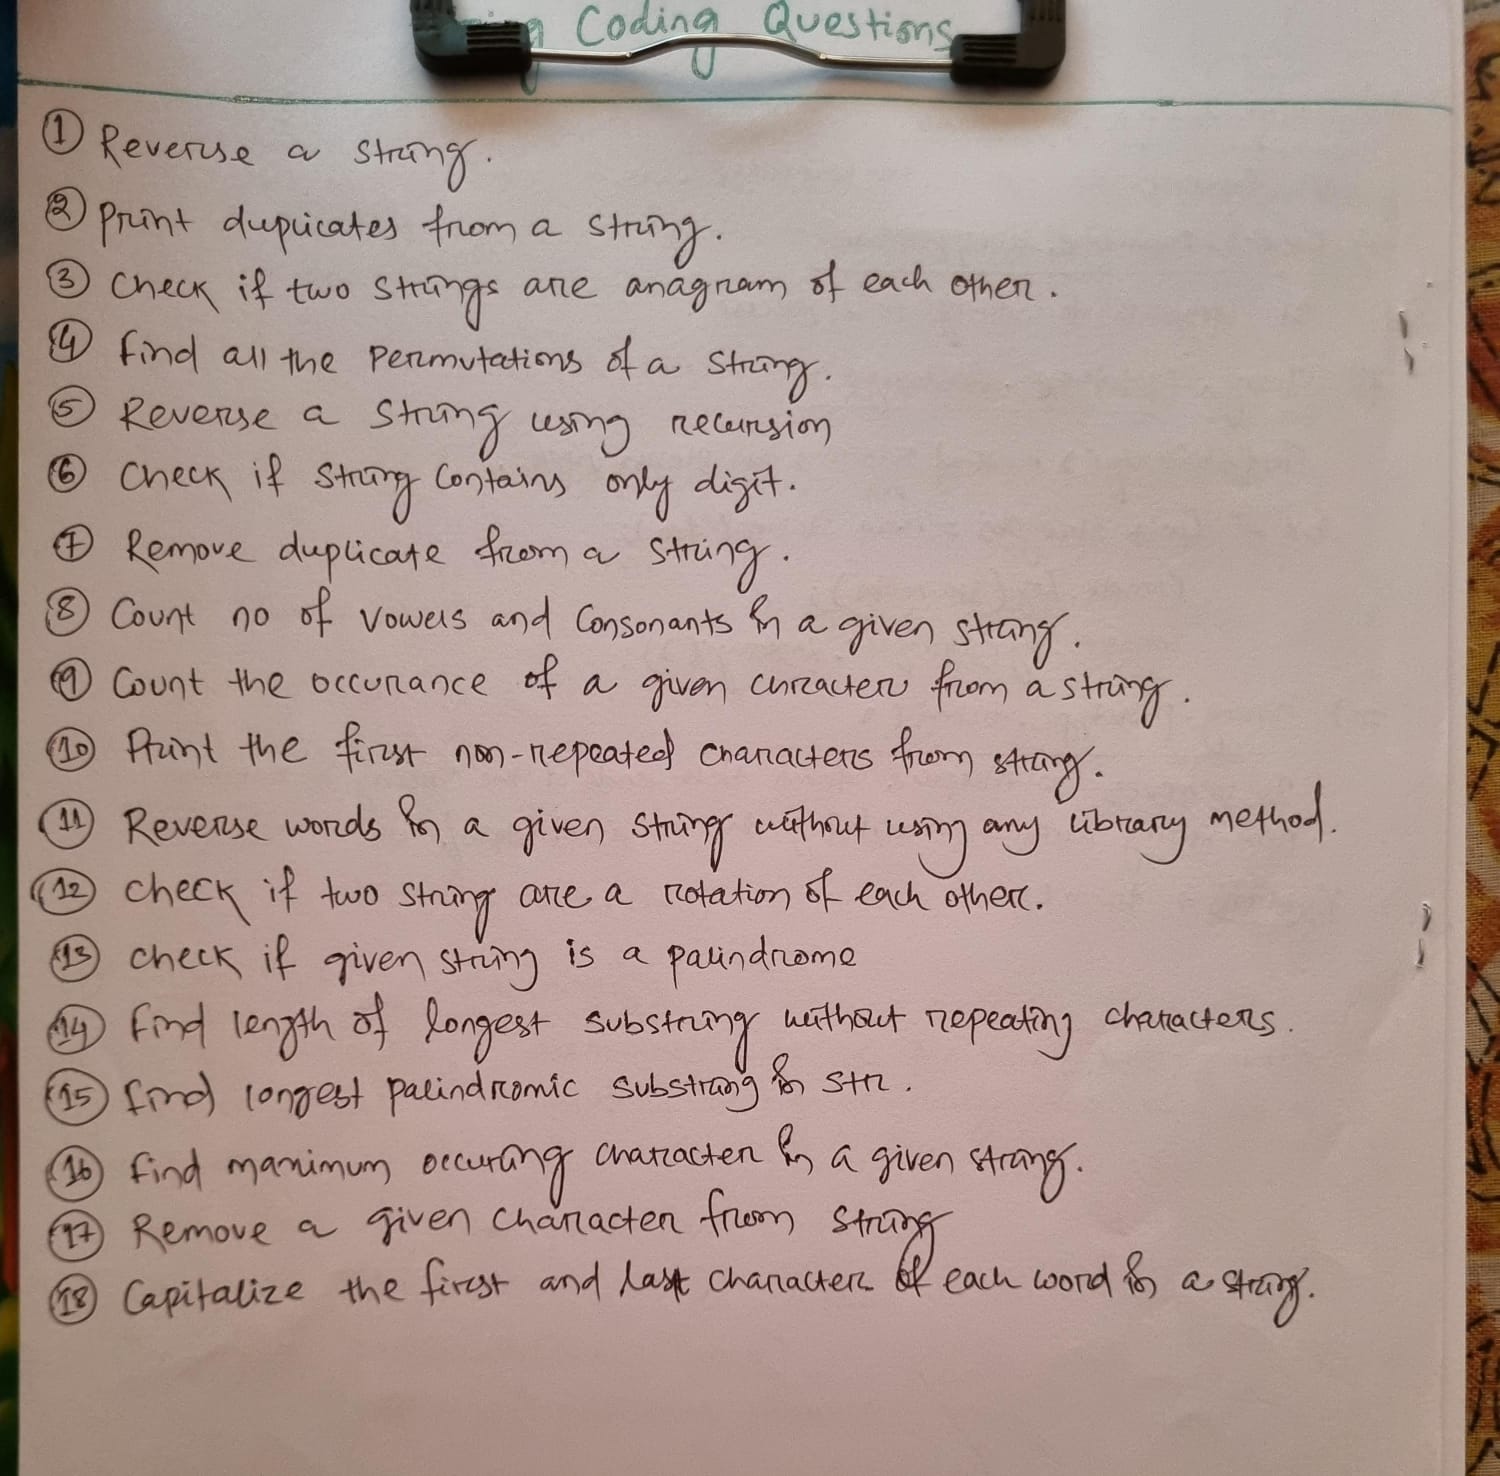 Coding Questions
1 Reverse a string.
2 Print duplicates from a string.
3 Check if two strings are anagram of each other.
4 find all the permutations of a string.
5 Reverse a string using recursion
6 Check if string contains only digit.
7 Remove duplicate from a string.
8 Count no of vowels and consonants in a given string.
9 Count the occurance of a given chracter from a string.
10 Print the first non-repeated characters from string.
11 Reverse words in a given string without using any library method.
12 check if two string are a rotation of each other.
13 check if given string is a palindrome
14 find length of longest substring without repeating characters.
15 find longest palindromic substring in str.
16 find maximum occuring character in a given string.
17 Remove a given character from string
18 Capitalize the first and last character of each word in a string.